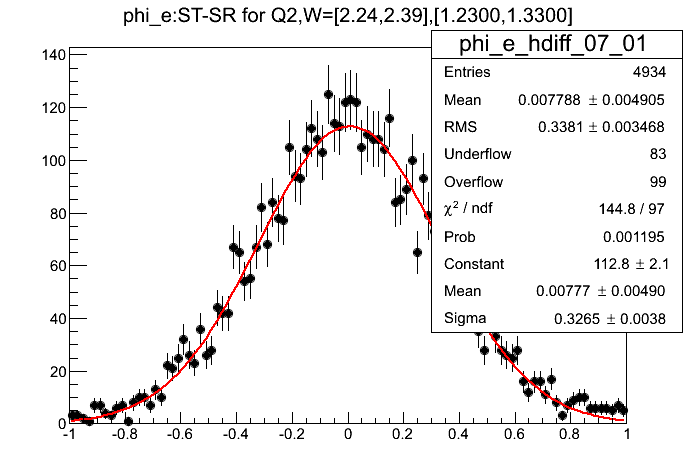 phi_e:ST-SR for Q2,W=[2.24,2.39],[1.2300,1.3300]
phi_e_hdiff_07_01
Entries 4934
Mean 0.007788 ± 0.004905
RMS 0.3381 ± 0.003468
Underflow 83
Overflow 99
χ² / ndf 144.8 / 97
Prob 0.001195
Constant 112.8 ± 2.1
Mean 0.00777 ± 0.00490
Sigma 0.3265 ± 0.0038
140
120
100
80
60
40
20
0
-1 -0.8 -0.6 -0.4 -0.2 0 0.2 0.4 0.6 0.8 1